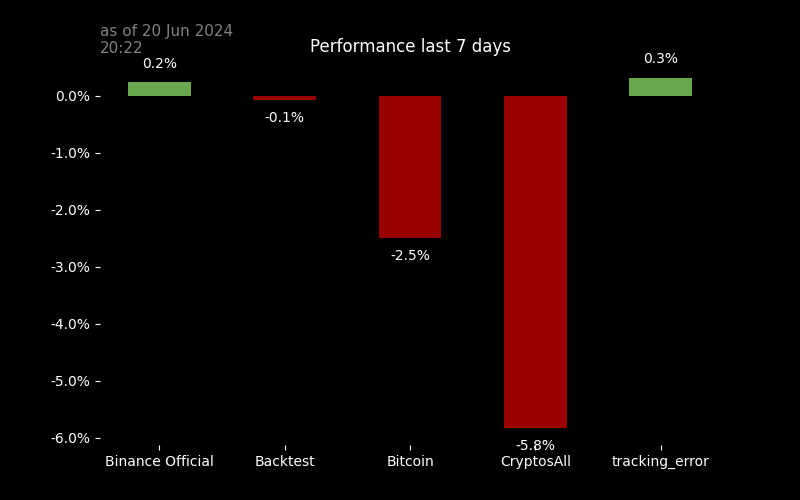 as of 20 Jun 2024
20:22
Performance last 7 days
0.2%
0.3%
0.0%
-0.1%
-1.0%
-2.0%
-2.5%
-3.0%
-4.0%
-5.0%
-5.8%
-6.0%
Binance Official
Backtest
Bitcoin
CryptosAll
tracking_error